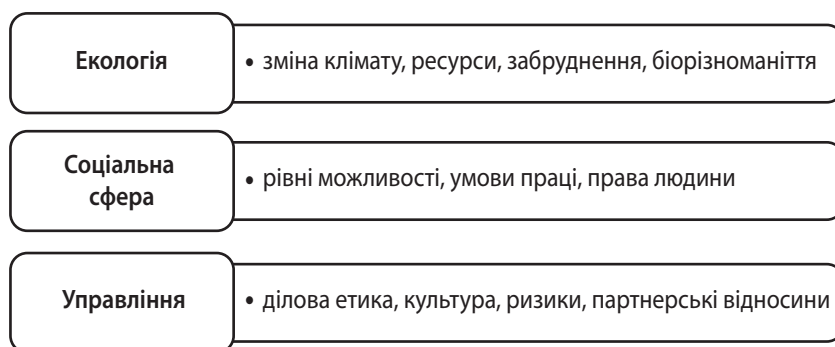 Екологія
• зміна клімату, ресурси, забруднення, біорізноманіття
Соціальна
сфера
• рівні можливості, умови праці, права людини
Управління
• ділова етика, культура, ризики, партнерські відносини